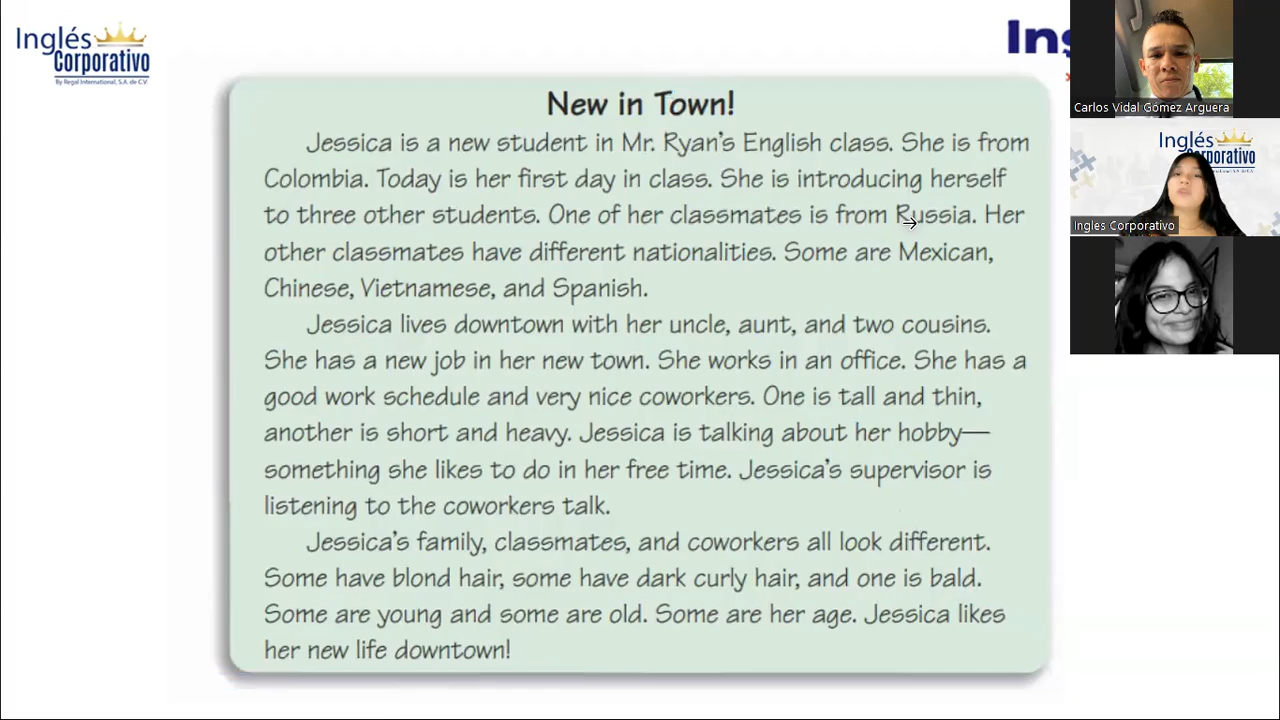 Inglés
Corporativo
By Regal International, S.A. de C.V.
New in Town!
Jessica is a new student in Mr. Ryan's English class. She is from
Colombia. Today is her first day in class. She is introducing herself
to three other students. One of her classmates is from Russia. Her
other classmates have different nationalities. Some are Mexican,
Chinese, Vietnamese, and Spanish.
Jessica lives downtown with her uncle, aunt, and two cousins.
She has a new job in her new town. She works in an office. She has a
good work schedule and very nice coworkers. One is tall and thin,
another is short and heavy. Jessica is talking about her hobby—
something she likes to do in her free time. Jessica's supervisor is
listening to the coworkers talk.
Jessica's family, classmates, and coworkers all look different.
Some have blond hair, some have dark curly hair, and one is bald.
Some are young and some are old. Some are her age. Jessica likes
her new life downtown!
Carlos Vidal Gómez Arguera
Inglés
Corporativo
Ingles Corporativo